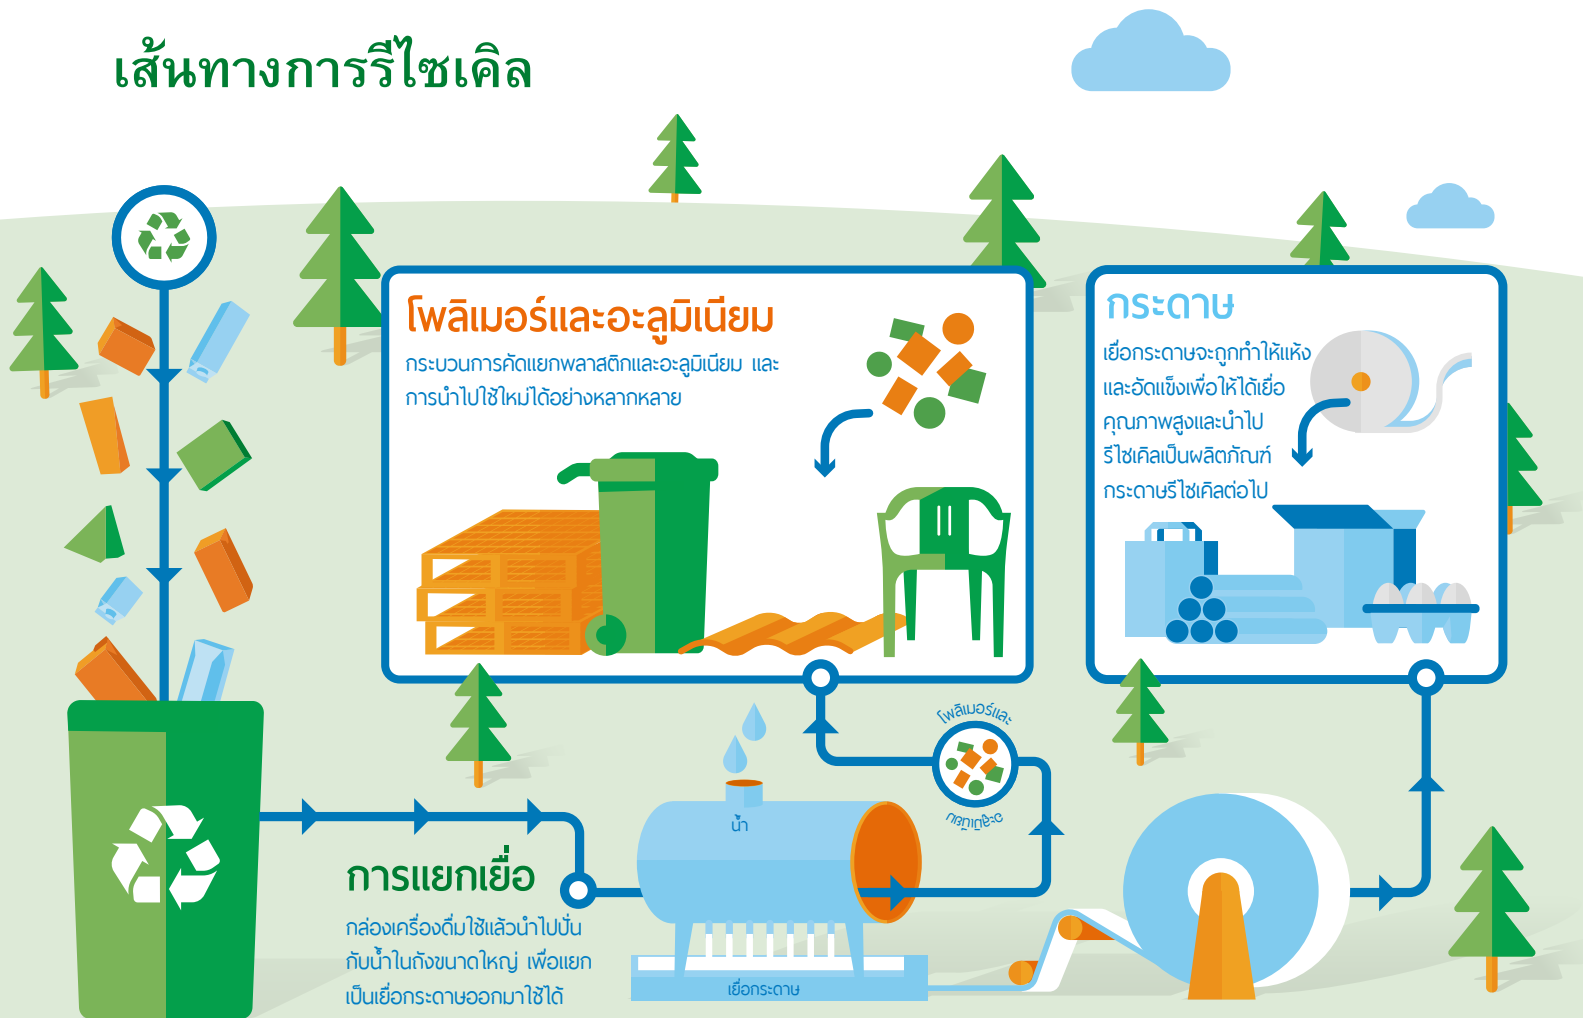 เส้นทางการรีไซเคิล
โพลิเมอร์และอะลูมิเนียม
กระบวนการคัดแยกพลาสติกและอะลูมิเนียม และ
การนำไปใช้ใหม่ได้อย่างหลากหลาย
กระดาษ
เยื่อกระดาษจะถูกทำให้แห้ง
และอัดแข็งเพื่อให้ได้เยื่อ
คุณภาพสูงและนำไป
รีไซเคิลเป็นผลิตภัณฑ์
กระดาษรีไซเคิลต่อไป
โพลิเมอร์และ
อะลูมิเนียม
น้ำ
การแยกเยื่อ
กล่องเครื่องดื่มใช้แล้วนำไปปั่น
กับน้ำในถังขนาดใหญ่ เพื่อแยก
เป็นเยื่อกระดาษออกมาใช้ได้
เยื่อกระดาษ